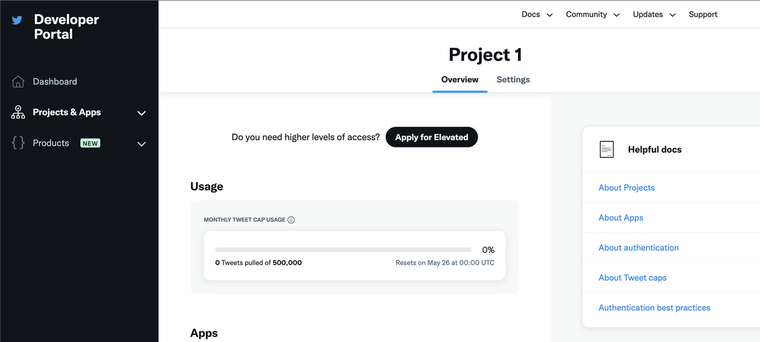 Developer
Portal
Dashboard
Projects & Apps
Products NEW
Docs Community Updates Support
Project 1
Overview Settings
Do you need higher levels of access? Apply for Elevated
Usage
MONTHLY TWEET CAP USAGE
0%
0 Tweets pulled of 500,000 Resets on May 26 at 00:00 UTC
Apps
Helpful docs
About Projects
About Apps
About authentication
About Tweet caps
Authentication best practices